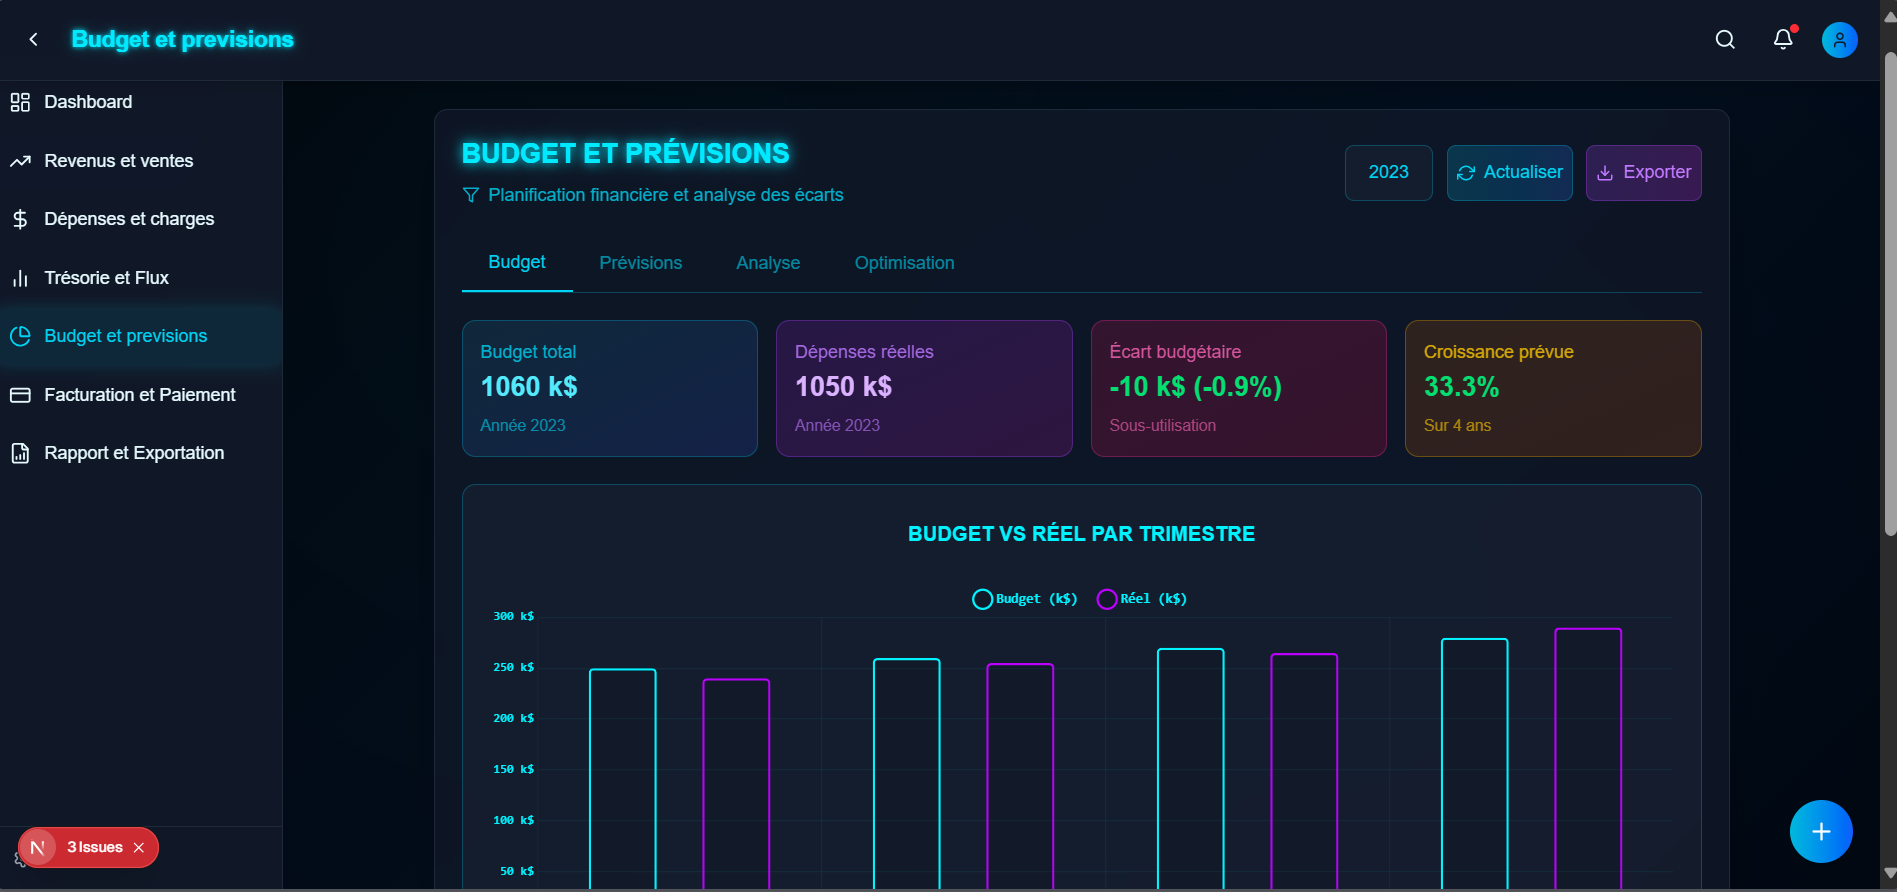 Budget et previsions
Dashboard
Revenus et ventes
Dépenses et charges
Trésorie et Flux
Budget et previsions
Facturation et Paiement
Rapport et Exportation
N 3 Issues
BUDGET ET PRÉVISIONS
Planification financière et analyse des écarts
2023 Actualiser Exporter
Budget Prévisions Analyse Optimisation
Budget total
1060 k$
Année 2023
Dépenses réelles
1050 k$
Année 2023
Écart budgétaire
-10 k$ (-0.9%)
Sous-utilisation
Croissance prévue
33.3%
Sur 4 ans
BUDGET VS RÉEL PAR TRIMESTRE
Budget (k$) Réel (k$)
300 k$
250 k$
200 k$
150 k$
100 k$
50 k$